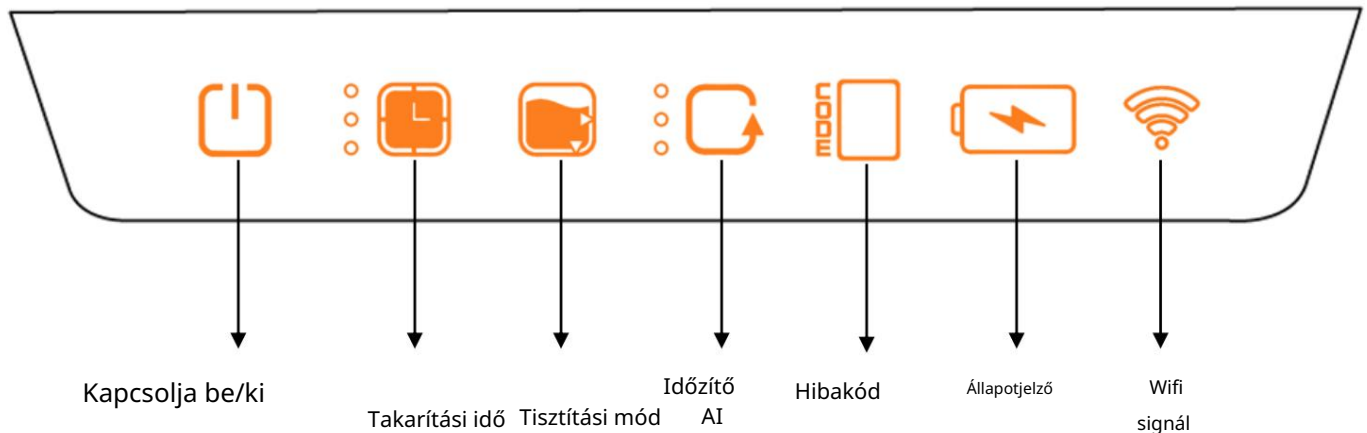 CODE
Kapcsolja be/ki
Takarítási idő
Tisztítási mód
Időzítő
AI
Hibakód
Állapotjelző
Wifi
signál